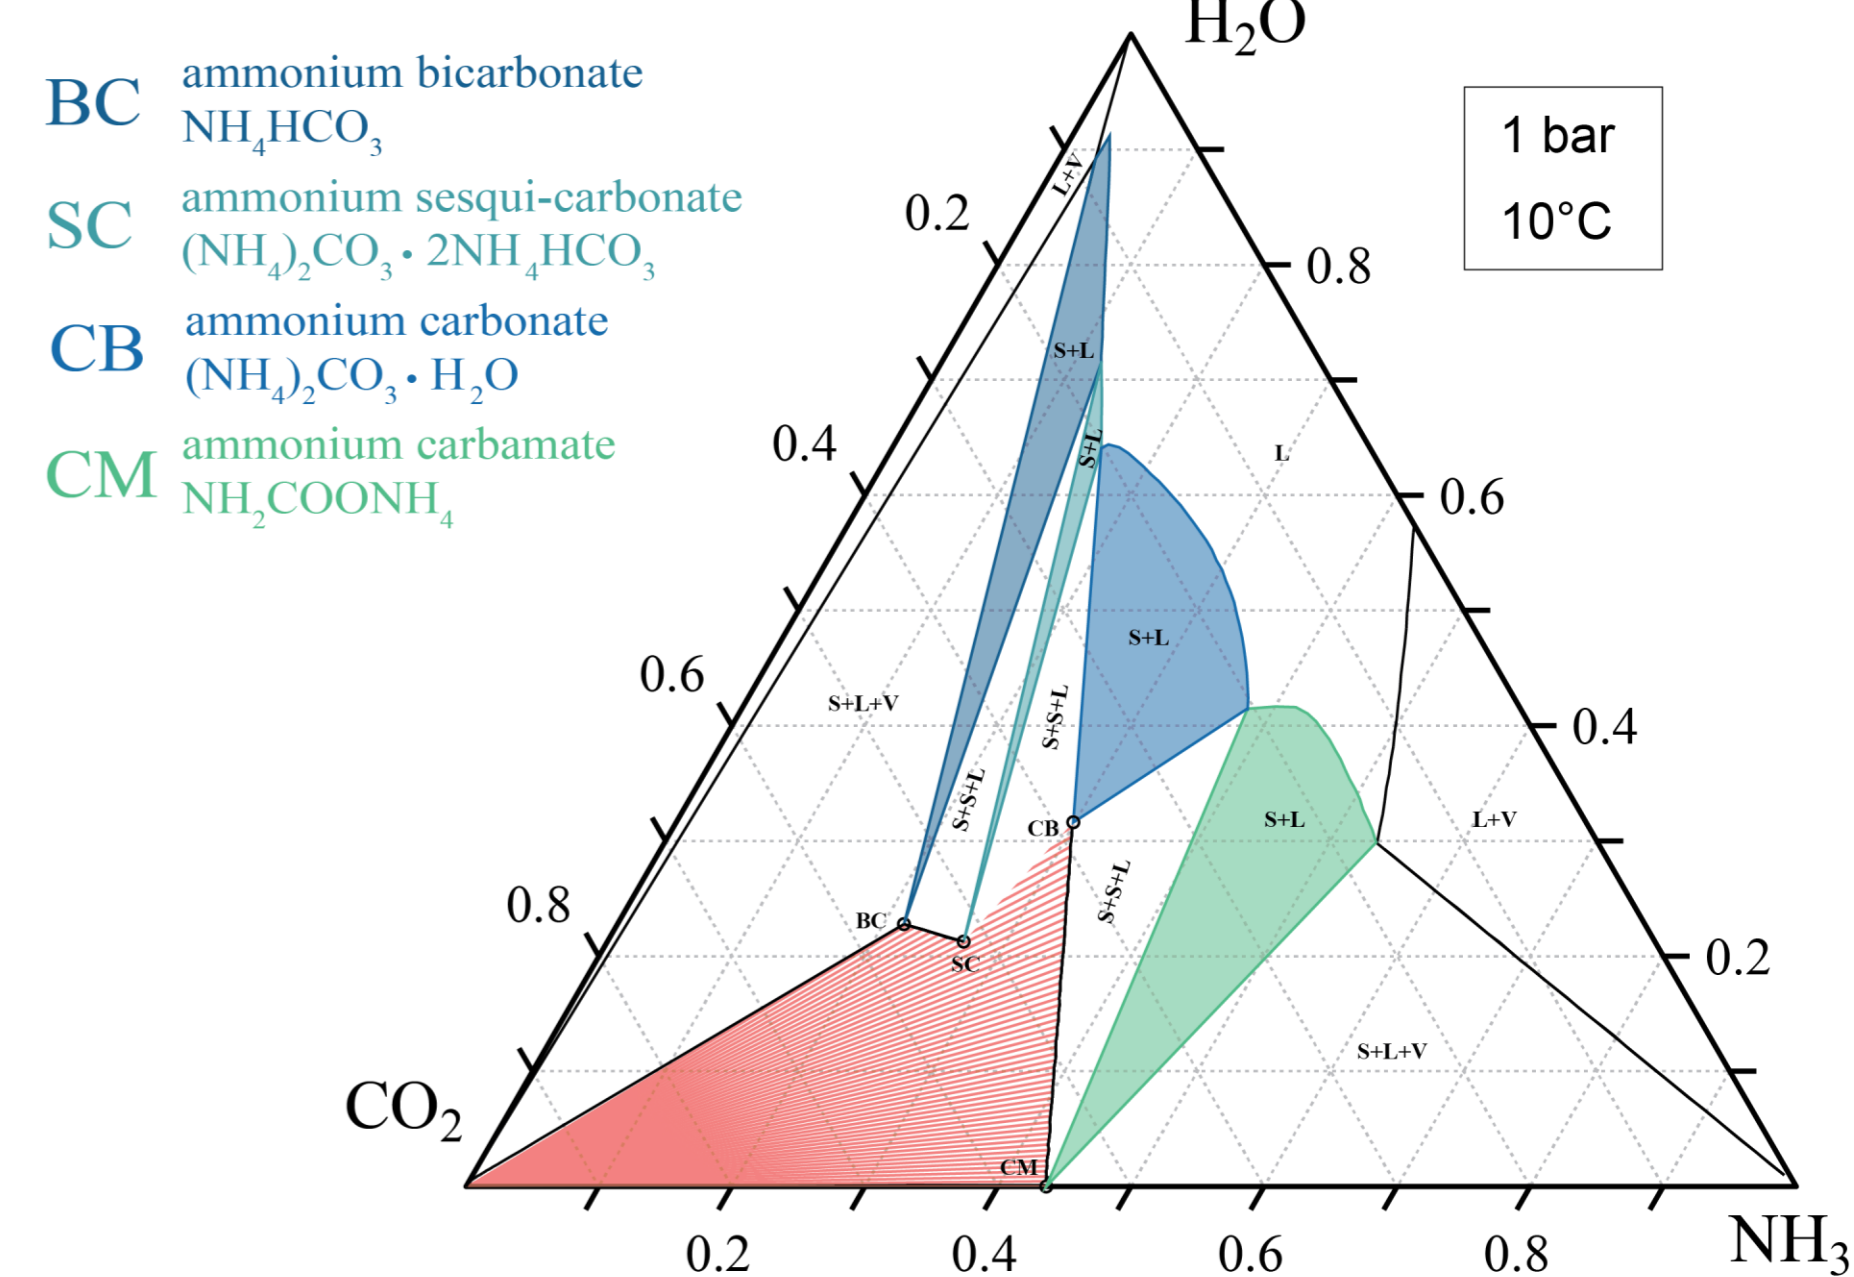 H₂O
BC ammonium bicarbonate
NH₄HCO₃
SC ammonium sesqui-carbonate
(NH₄)₂CO₃・2NH₄HCO₃
CB ammonium carbonate
(NH₄)₂CO₃・H₂O
CM ammonium carbamate
NH₂COONH₄
1 bar
10°C
L+V
0.2
0.8
S+L
0.4
S+L
L
0.6
S+L
0.6
S+L+V
S+S+L
0.4
S+S+L
CB
S+L
L+V
0.8
S+S+L
BC
SC
0.2
S+L+V
CO₂
CM
NH₃
0.2
0.4
0.6
0.8